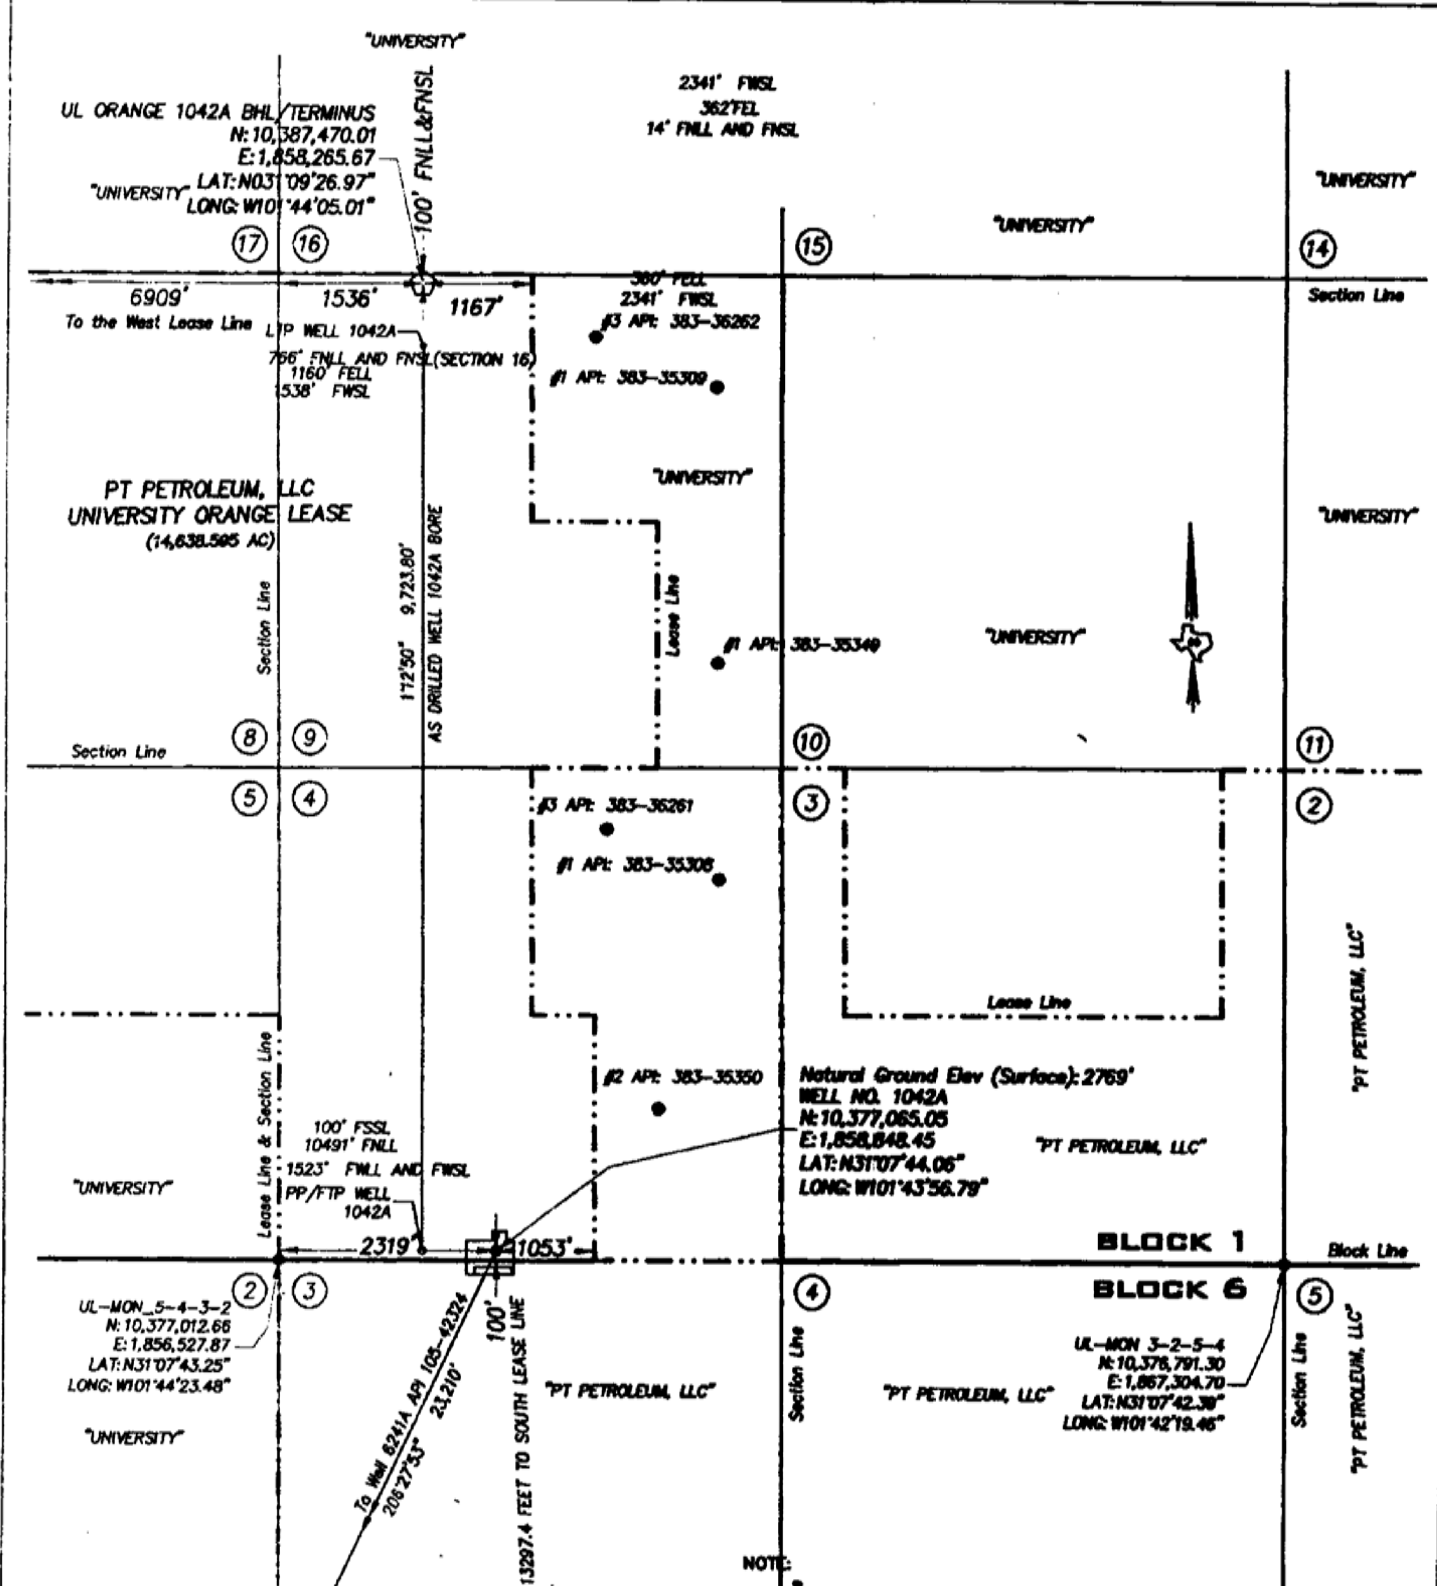 "UNIVERSITY"
2341' FWSL
362'FEL
14' FNLL AND FNSL
UL ORANGE 1042A BHL/TERMINUS
N: 10,387,470.01
E:1,858,265.67
LAT:N031°09'26.97"
LONG: W101°44'05.01"
"UNIVERSITY"
100' FNLL&FNSL
"UNIVERSITY"
"UNIVERSITY"
17 16
15
14
6909'
To the West Lease Line
1536'
1167'
360' FELL
2341' FWSL
Section Line
#3 API: 383-36262
LTP WELL 1042A
766' FNLL AND FNSL(SECTION 16)
1160' FELL
1538' FWSL
#1 API: 383-35309
PT PETROLEUM, LLC
UNIVERSITY ORANGE LEASE
(14,638.595 AC)
"UNIVERSITY"
"UNIVERSITY"
Section Line
1°12'50" 9,723.80'
AS DRILLED WELL 1042A BORE
Lease Line
#1 API: 383-35349
"UNIVERSITY"
8 9
10
11
Section Line
5 4
3
2
#3 API: 383-36261
#1 API: 383-35308
Lease Line
"PT PETROLEUM, LLC"
Lease Line & Section Line
#2 API: 383-35350
Natural Ground Elev (Surface): 2769'
WELL NO. 1042A
N: 10,377,065.05
E:1,858,848.45
LAT:N31°07'44.06"
LONG: W101°43'56.79"
"PT PETROLEUM, LLC"
100' FSSL
10491' FNLL
1523' FWLL AND FWSL
PP/FTP WELL
1042A
"UNIVERSITY"
2319'
1053'
BLOCK 1
Block Line
BLOCK 6
2 3
4
5
UL-MON_5-4-3-2
N: 10,377,012.66
E:1,856,527.87
LAT:N31°07'43.25"
LONG: W101°44'23.48"
"UNIVERSITY"
100'
To Well 6241A API 105-42324
23,210'
206°27'53"
13297.4 FEET TO SOUTH LEASE LINE
"PT PETROLEUM, LLC"
Section Line
"PT PETROLEUM, LLC"
UL-MON 3-2-5-4
N: 10,376,791.30
E:1,867,304.70
LAT:N31°07'42.39"
LONG: W101°42'19.46"
Section Line
"PT PETROLEUM, LLC"
NOTE: